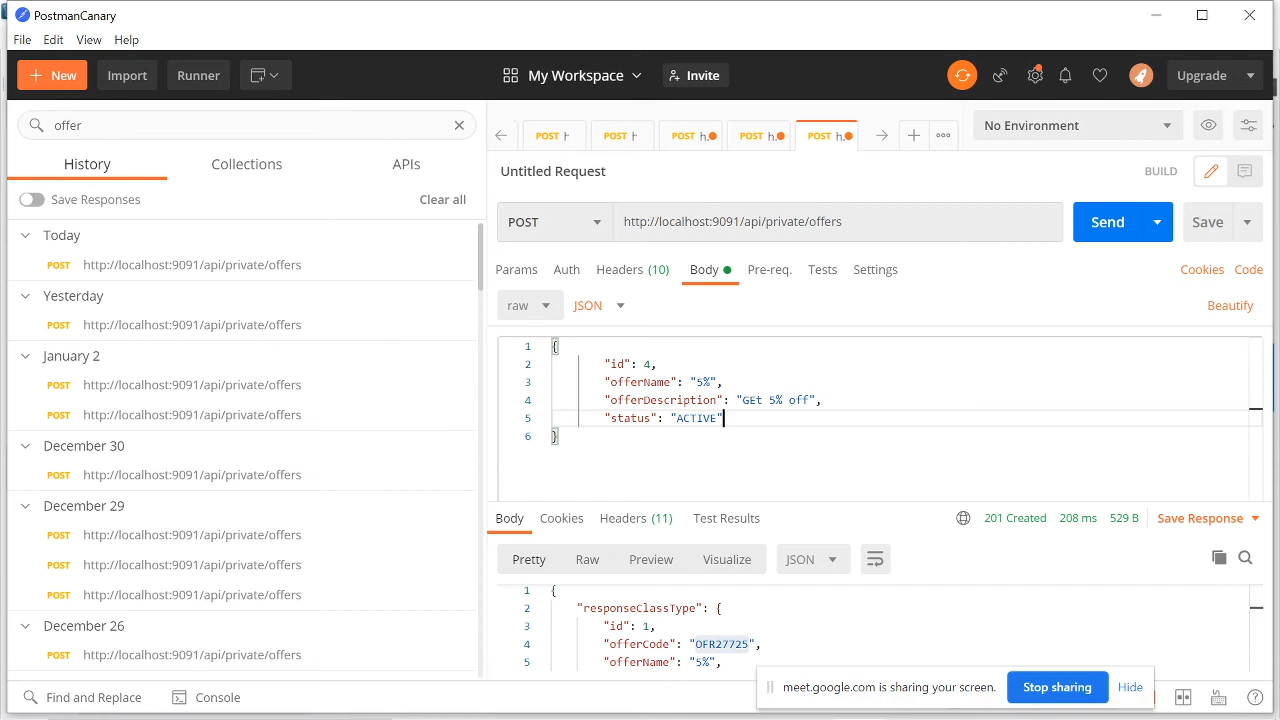 PostmanCanary
File Edit View Help
New Import Runner My Workspace Invite Upgrade
offer
POST h POST h POST h. POST h. POST h. No Environment
History Collections APIs
Untitled Request BUILD
Save Responses Clear all
POST http://localhost:9091/api/private/offers Send Save
Today
POST http://localhost:9091/api/private/offers
Yesterday
POST http://localhost:9091/api/private/offers
January 2
POST http://localhost:9091/api/private/offers
POST http://localhost:9091/api/private/offers
December 30
POST http://localhost:9091/api/private/offers
December 29
POST http://localhost:9091/api/private/offers
POST http://localhost:9091/api/private/offers
POST http://localhost:9091/api/private/offers
December 26
POST http://localhost:9091/api/private/offers
Params Auth Headers (10) Body Pre-req. Tests Settings Cookies Code
raw JSON Beautify
1 {
2 "id": 4,
3 "offerName": "5%",
4 "offerDescription": "GEt 5% off",
5 "status": "ACTIVE"
6 }
Body Cookies Headers (11) Test Results 201 Created 208 ms 529 B Save Response
Pretty Raw Preview Visualize JSON
1 {
2 "responseClassType": {
3 "id": 1,
4 "offerCode": "OFR27725",
5 "offerName": "5%",
meet.google.com is sharing your screen. Stop sharing Hide
Find and Replace Console